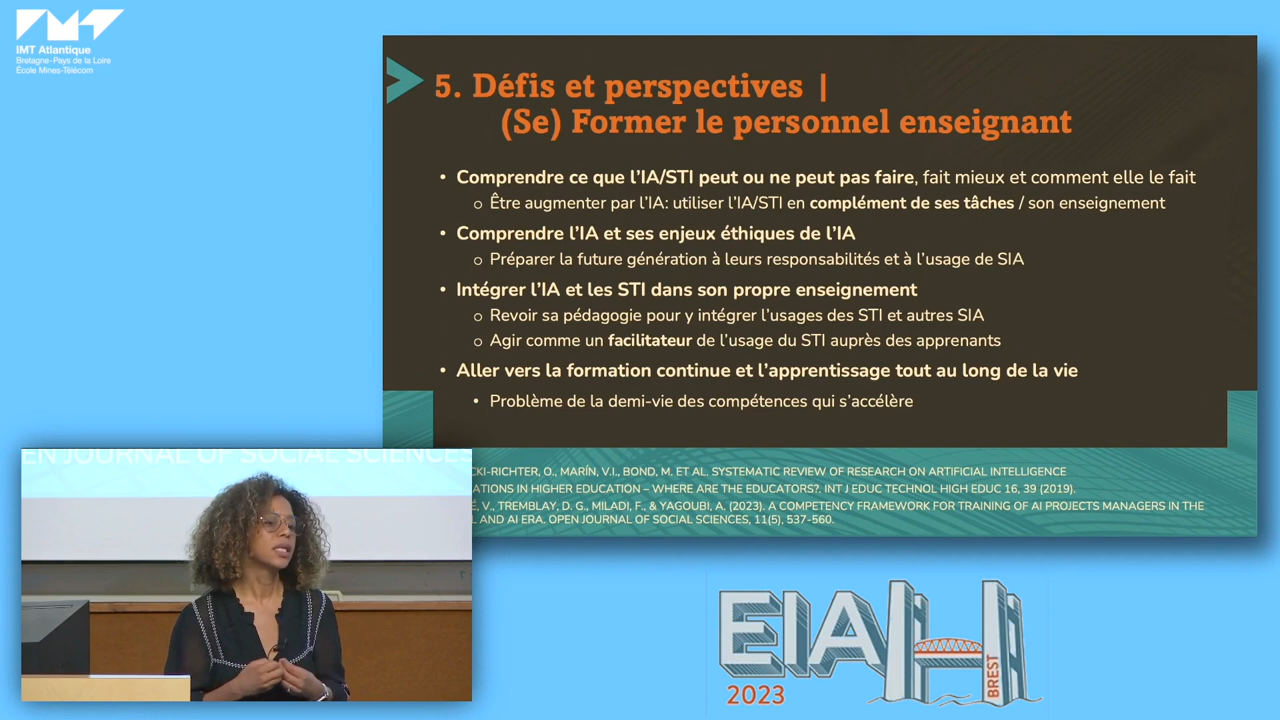 IMT Atlantique
Bretagne-Pays de la Loire
École Mines-Télécom
5. Défis et perspectives |
(Se) Former le personnel enseignant
• Comprendre ce que l'IA/STI peut ou ne peut pas faire, fait mieux et comment elle le fait
o Être augmenter par l'IA: utiliser l'IA/STI en complément de ses tâches / son enseignement
• Comprendre l'IA et ses enjeux éthiques de l'IA
o Préparer la future génération à leurs responsabilités et à l'usage de SIA
• Intégrer l'IA et les STI dans son propre enseignement
o Revoir sa pédagogie pour y intégrer l'usages des STI et autres SIA
o Agir comme un facilitateur de l'usage du STI auprès des apprenants
• Aller vers la formation continue et l'apprentissage tout au long de la vie
• Problème de la demi-vie des compétences qui s'accélère
CKI-RICHTER, O., MARÍN, V.I., BOND, M. ET AL. SYSTEMATIC REVIEW OF RESEARCH ON ARTIFICIAL INTELLIGENCE
ATIONS IN HIGHER EDUCATION – WHERE ARE THE EDUCATORS?. INT J EDUC TECHNOL HIGH EDUC 16, 39 (2019).
E, V., TREMBLAY, D. G., MILADI, F., & YAGOUBI, A. (2023). A COMPETENCY FRAMEWORK FOR TRAINING OF AI PROJECTS MANAGERS IN THE
L AND AI ERA. OPEN JOURNAL OF SOCIAL SCIENCES, 11(5), 537-560.
EN JOURNAL OF SOCIAL SCIENCES
EIAH
2023
BREST